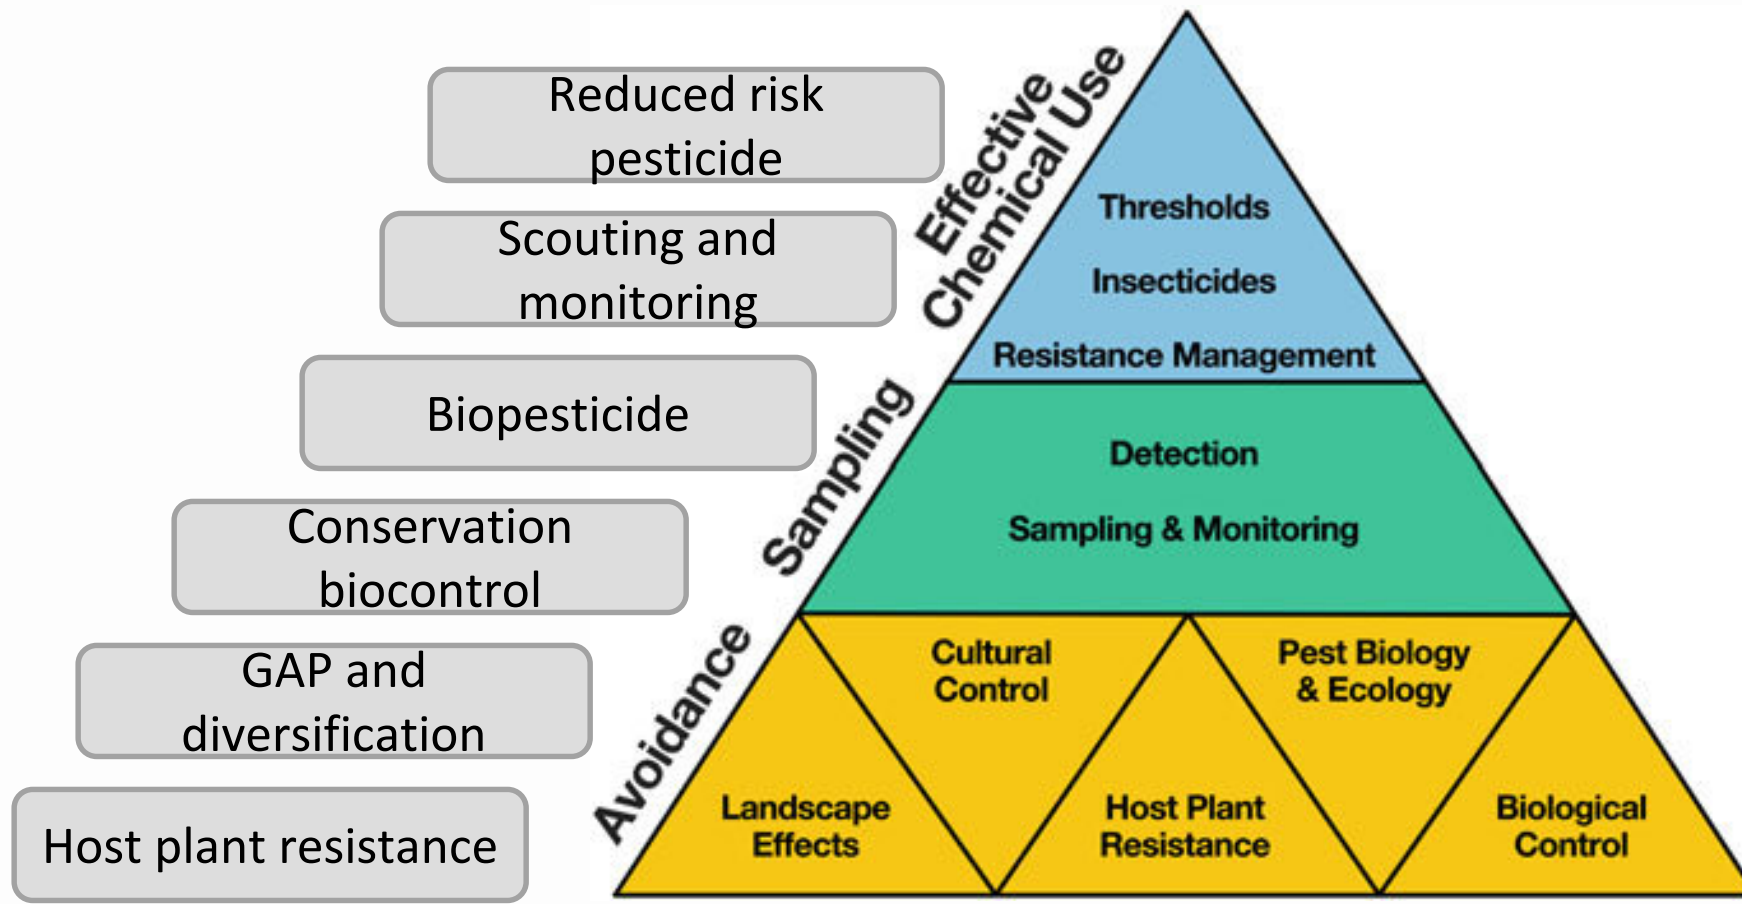 Reduced risk
pesticide
Scouting and
monitoring
Biopesticide
Conservation
biocontrol
GAP and
diversification
Host plant resistance
Effective
Chemical Use
Sampling
Avoidance
Thresholds
Insecticides
Resistance Management
Detection
Sampling & Monitoring
Cultural
Control
Pest Biology
& Ecology
Landscape
Effects
Host Plant
Resistance
Biological
Control